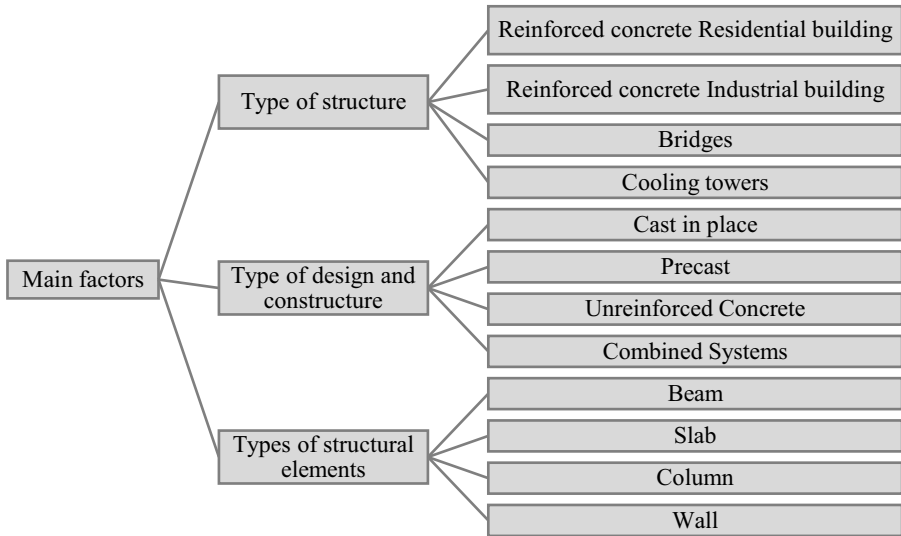 Main factors
Type of structure
Reinforced concrete Residential building
Reinforced concrete Industrial building
Bridges
Cooling towers
Type of design and
constructure
Cast in place
Precast
Unreinforced Concrete
Combined Systems
Types of structural
elements
Beam
Slab
Column
Wall